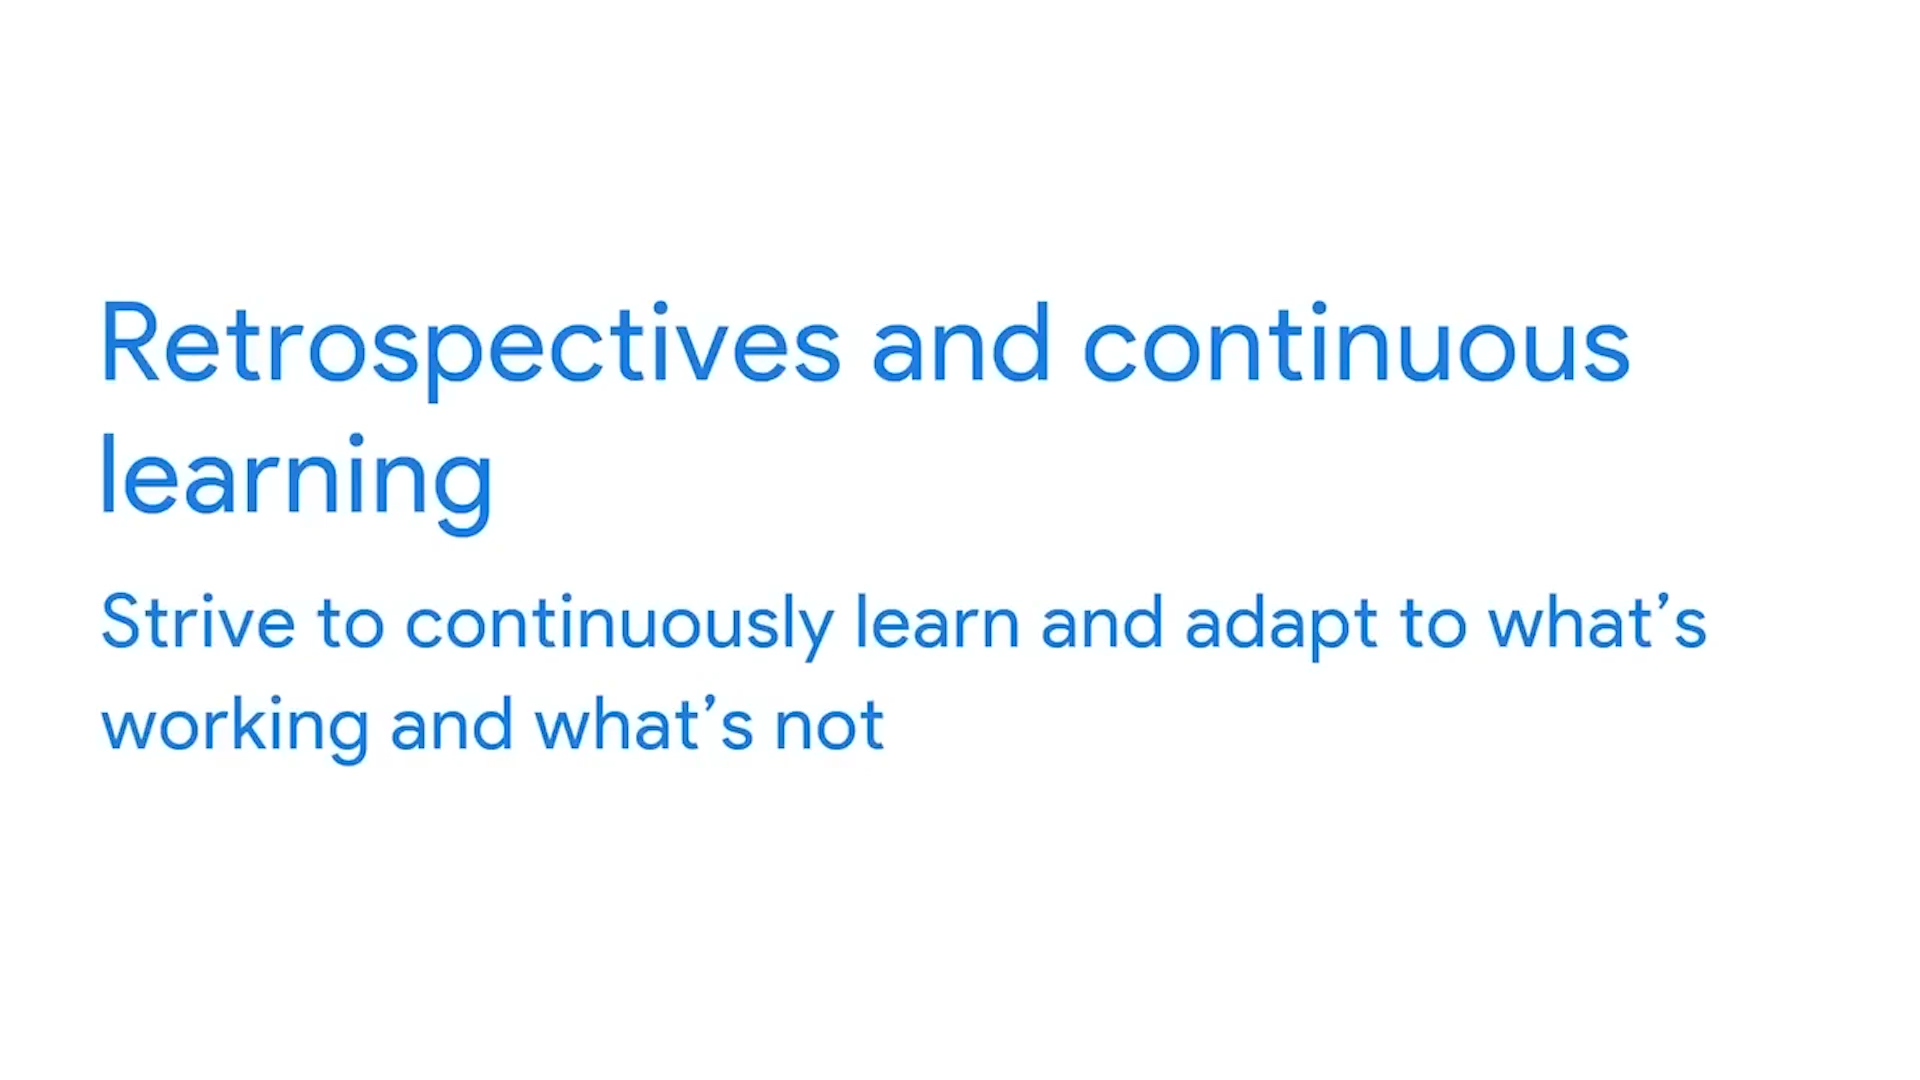 Retrospectives and continuous
learning
Strive to continuously learn and adapt to what’s
working and what’s not